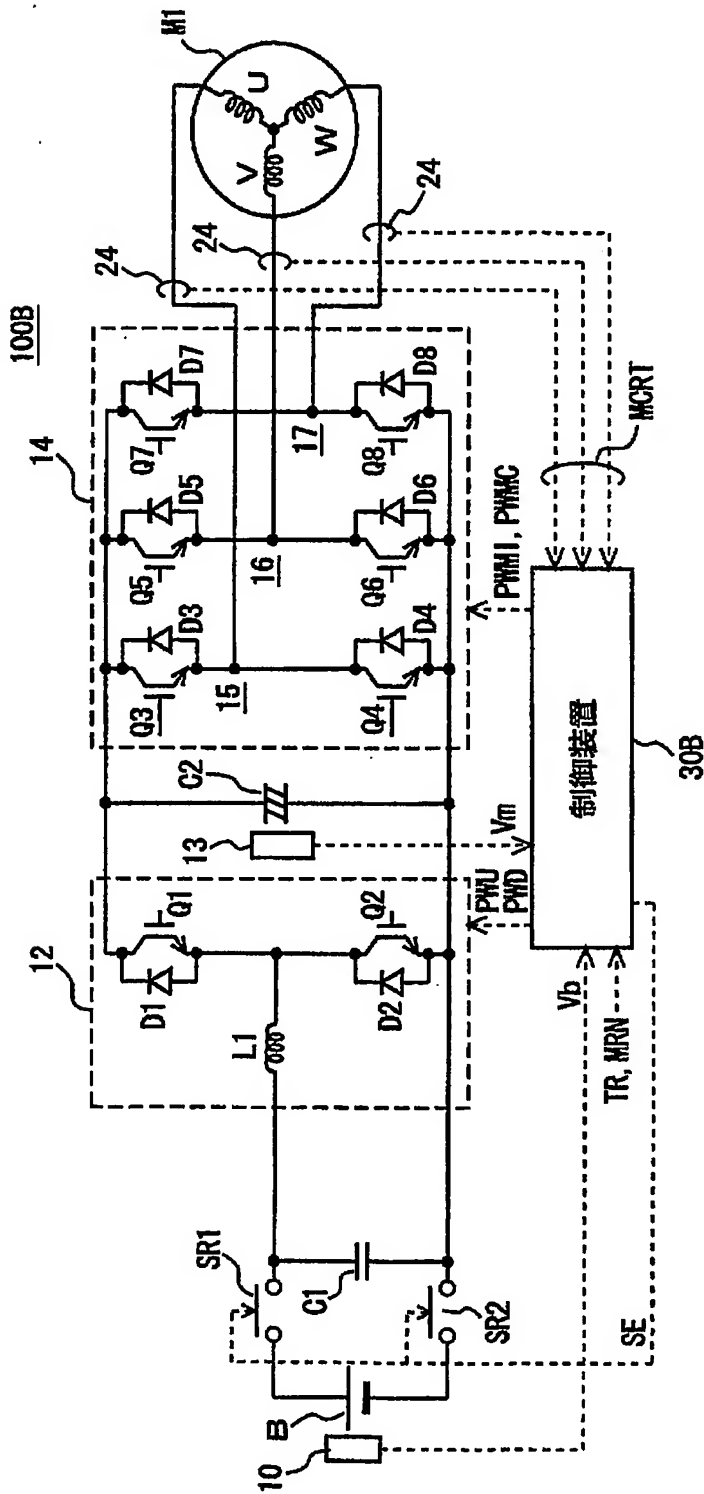 100B
12
14
M1
24
24
24
U
V
W
D1
Q1
D2
Q2
L1
SR1
SR2
C1
C2
13
B
10
Q3
D3
Q4
D4
15
Q5
D5
Q6
D6
16
Q7
D7
Q8
D8
17
PWU
PWD
Vm
PWMI, PWMC
MCRT
Vb
TR, MRN
SE
制御装置
30B